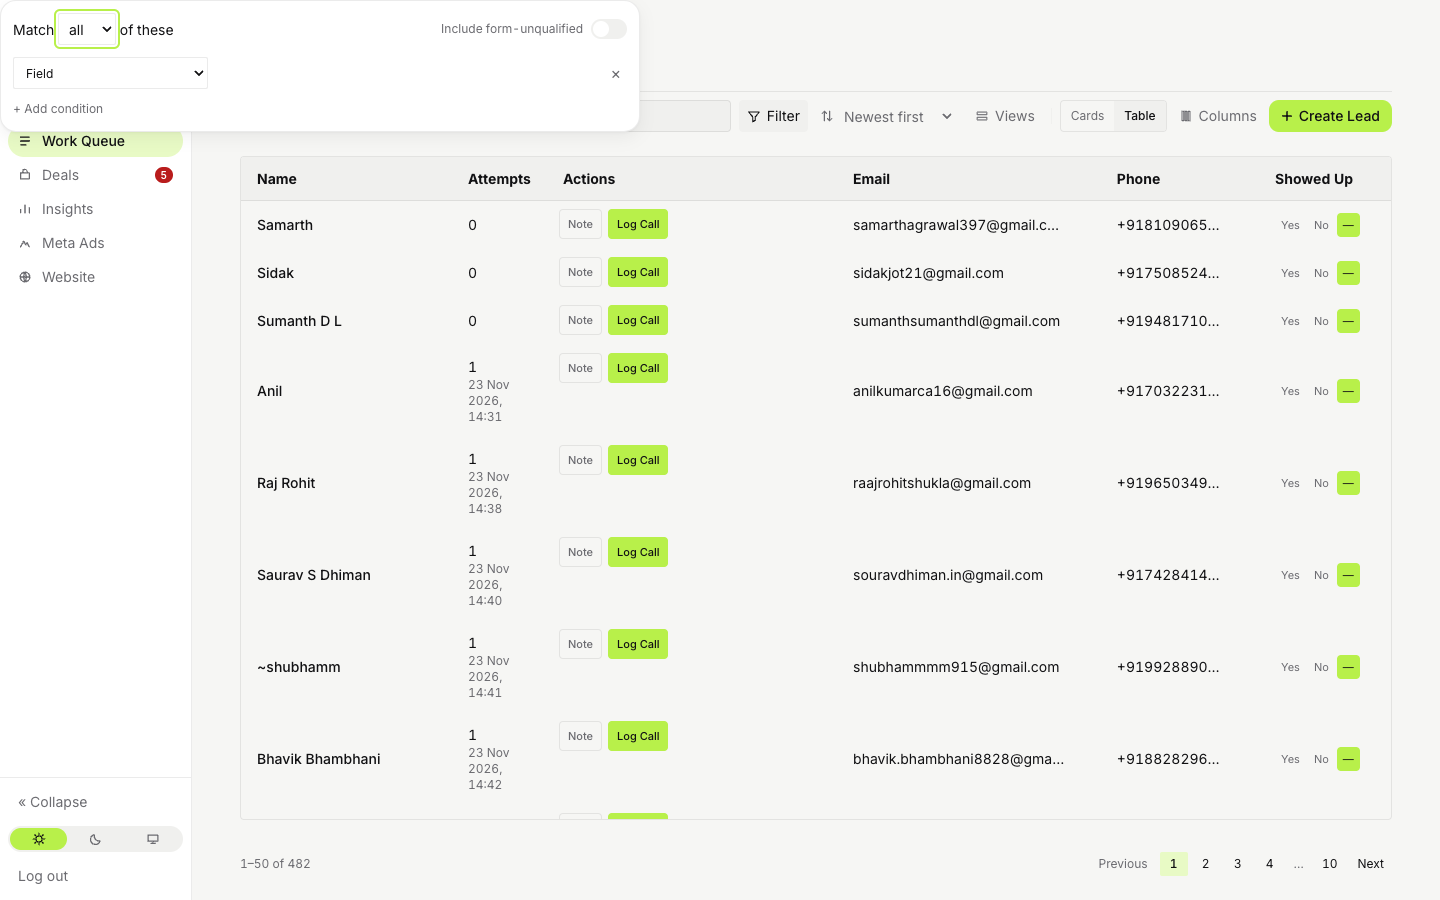 Match all of these
Include form-unqualified
Field
×
+ Add condition
Filter
Newest first
Views
Cards
Table
Columns
+ Create Lead
Work Queue
Deals 5
Insights
Meta Ads
Website
Name Attempts Actions Email Phone Showed Up
Samarth 0 Note Log Call samarthagrawal397@gmail.c... +918109065... Yes No —
Sidak 0 Note Log Call sidakjot21@gmail.com +917508524... Yes No —
Sumanth D L 0 Note Log Call sumanthsumanthdl@gmail.com +919481710... Yes No —
Anil 1 Note Log Call anilkumarca16@gmail.com +917032231... Yes No —
23 Nov
2026,
14:31
Raj Rohit 1 Note Log Call raajrohitshukla@gmail.com +919650349... Yes No —
23 Nov
2026,
14:38
Saurav S Dhiman 1 Note Log Call souravdhiman.in@gmail.com +917428414... Yes No —
23 Nov
2026,
14:40
~shubhamm 1 Note Log Call shubhammmm915@gmail.com +919928890... Yes No —
23 Nov
2026,
14:41
Bhavik Bhambhani 1 Note Log Call bhavik.bhambhani8828@gma... +918828296... Yes No —
23 Nov
2026,
14:42
« Collapse
Log out
1–50 of 482
Previous 1 2 3 4 ... 10 Next